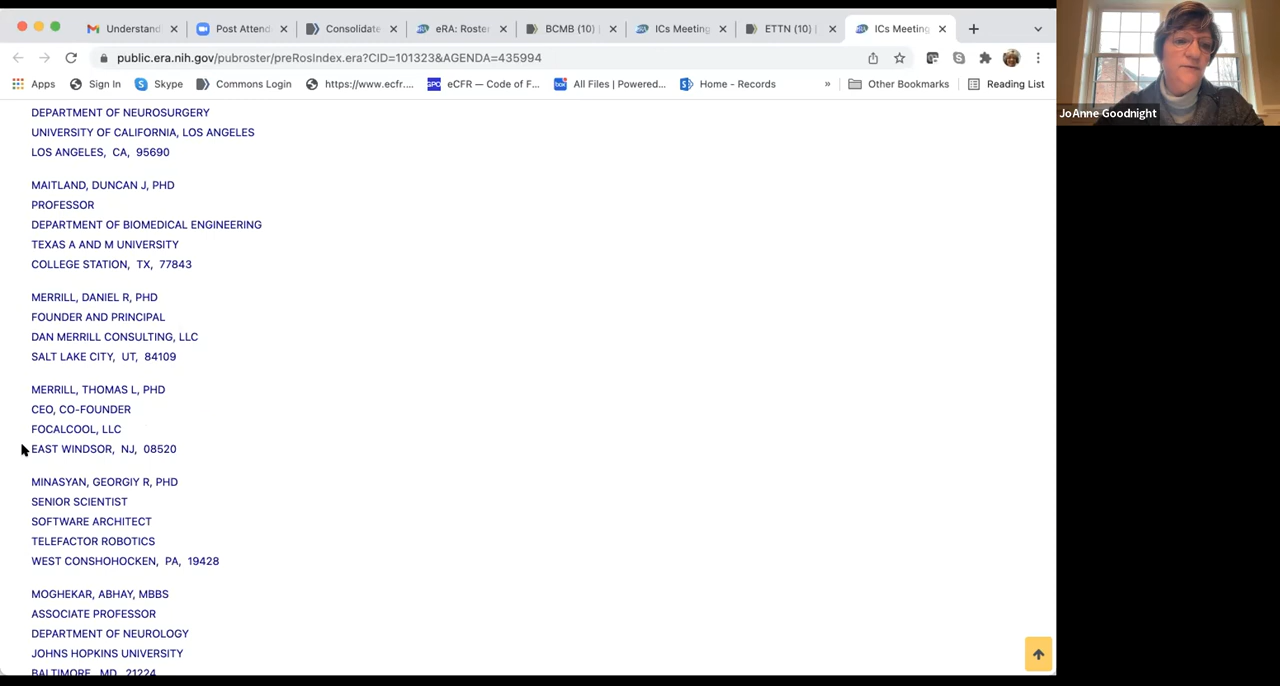 Understand
Post Attend
Consolidate
eRA: Roster
BCMB (10) |
ICs Meeting
ETTN (10) |
ICs Meeting
public.era.nih.gov/pubroster/preRosIndex.era?CID=101323&AGENDA=435994
Apps
Sign In
Skype
Commons Login
https://www.ecfr....
GPO
eCFR — Code of F...
box
All Files | Powered...
Home - Records
»
Other Bookmarks
Reading List
JoAnne Goodnight
DEPARTMENT OF NEUROSURGERY
UNIVERSITY OF CALIFORNIA, LOS ANGELES
LOS ANGELES, CA, 95690
MAITLAND, DUNCAN J, PHD
PROFESSOR
DEPARTMENT OF BIOMEDICAL ENGINEERING
TEXAS A AND M UNIVERSITY
COLLEGE STATION, TX, 77843
MERRILL, DANIEL R, PHD
FOUNDER AND PRINCIPAL
DAN MERRILL CONSULTING, LLC
SALT LAKE CITY, UT, 84109
MERRILL, THOMAS L, PHD
CEO, CO-FOUNDER
FOCALCOOL, LLC
EAST WINDSOR, NJ, 08520
MINASYAN, GEORGIY R, PHD
SENIOR SCIENTIST
SOFTWARE ARCHITECT
TELEFACTOR ROBOTICS
WEST CONSHOHOCKEN, PA, 19428
MOGHEKAR, ABHAY, MBBS
ASSOCIATE PROFESSOR
DEPARTMENT OF NEUROLOGY
JOHNS HOPKINS UNIVERSITY
BALTIMORE, MD, 21224